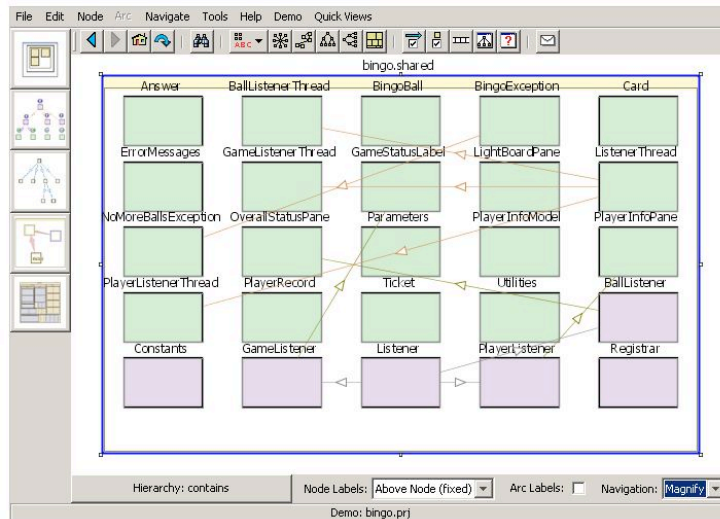 File Edit Node Arc Navigate Tools Help Demo Quick Views
ABC
bingo.shared
Answer BallListenerThread BingoBall BingoException Card
ErrorMessages GameListenerThread GameStatusLabel LightBoardPane ListenerThread
NoMoreBallsException OverallStatusPane Parameters PlayerInfoModel PlayerInfoPane
PlayerListenerThread PlayerRecord Ticket Utilities BallListener
Constants GameListener Listener PlayerListener Registrar
Hierarchy: contains Node Labels: Above Node (fixed) Arc Labels: Navigation: Magnify
Demo: bingo.prj